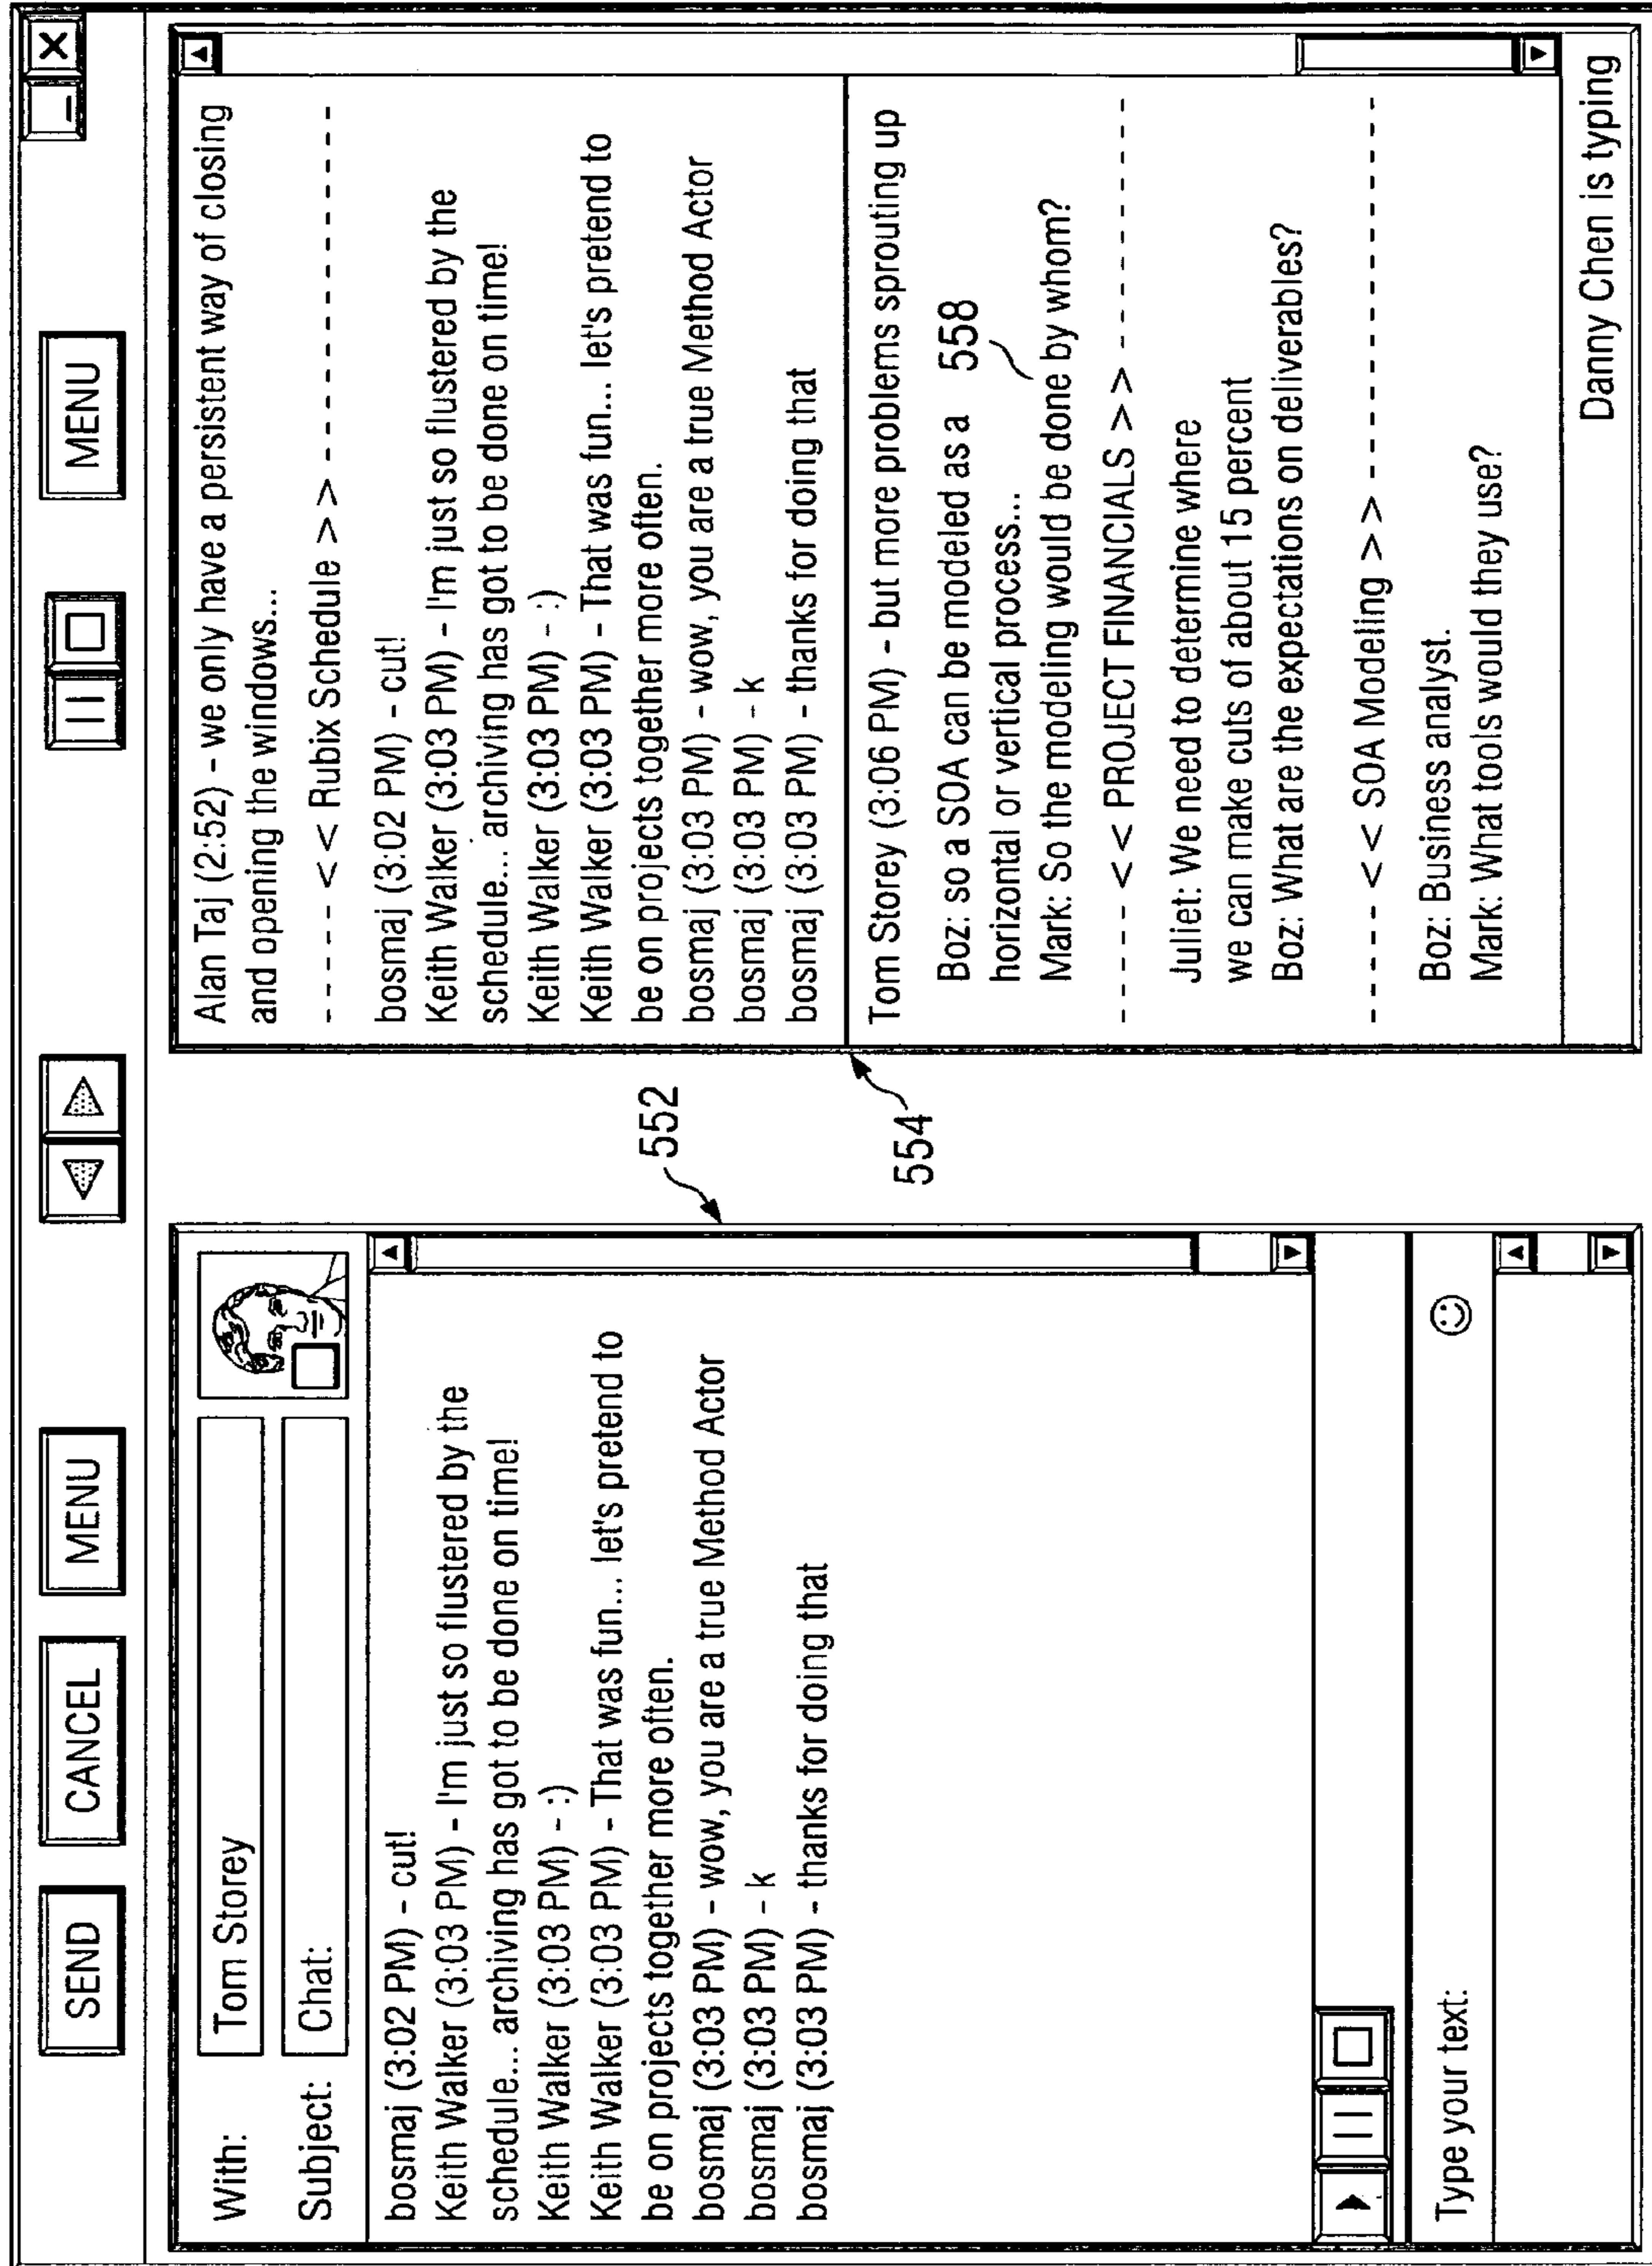 SEND CANCEL MENU MENU
With: Tom Storey
Subject: Chat:
bosmaj (3:02 PM) – cut!
Keith Walker (3:03 PM) – I'm just so flustered by the
schedule... archiving has got to be done on time!
Keith Walker (3:03 PM) – :)
Keith Walker (3:03 PM) – That was fun... let's pretend to
be on projects together more often.
bosmaj (3:03 PM) – wow, you are a true Method Actor
bosmaj (3:03 PM) – k
bosmaj (3:03 PM) – thanks for doing that
Type your text:
552
554
Alan Taj (2:52) – we only have a persistent way of closing
and opening the windows...
----- < < Rubix Schedule > > --------------------
bosmaj (3:02 PM) – cut!
Keith Walker (3:03 PM) – I'm just so flustered by the
schedule... archiving has got to be done on time!
Keith Walker (3:03 PM) – :)
Keith Walker (3:03 PM) – That was fun... let's pretend to
be on projects together more often.
bosmaj (3:03 PM) – wow, you are a true Method Actor
bosmaj (3:03 PM) – k
bosmaj (3:03 PM) – thanks for doing that
Tom Storey (3:06 PM) – but more problems sprouting up
Boz: so a SOA can be modeled as a
558
horizontal or vertical process...
Mark: So the modeling would be done by whom?
----- < < PROJECT FINANCIALS > > --------------
Juliet: We need to determine where
we can make cuts of about 15 percent
Boz: What are the expectations on deliverables?
----- < < SOA Modeling > > ---------------------
Boz: Business analyst.
Mark: What tools would they use?
Danny Chen is typing